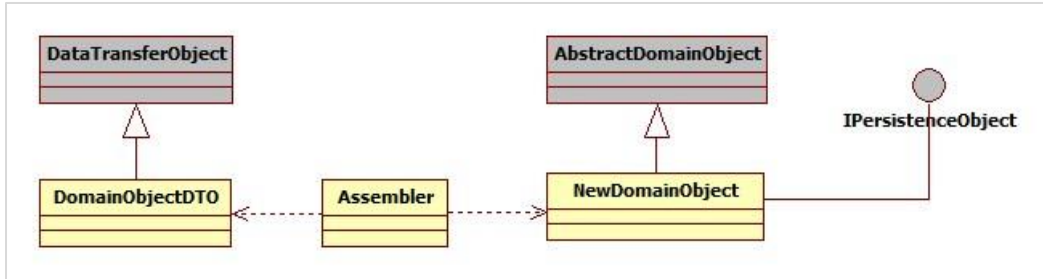 DataTransferObject
AbstractDomainObject
IPersistenceObject
DomainObjectDTO
Assembler
NewDomainObject